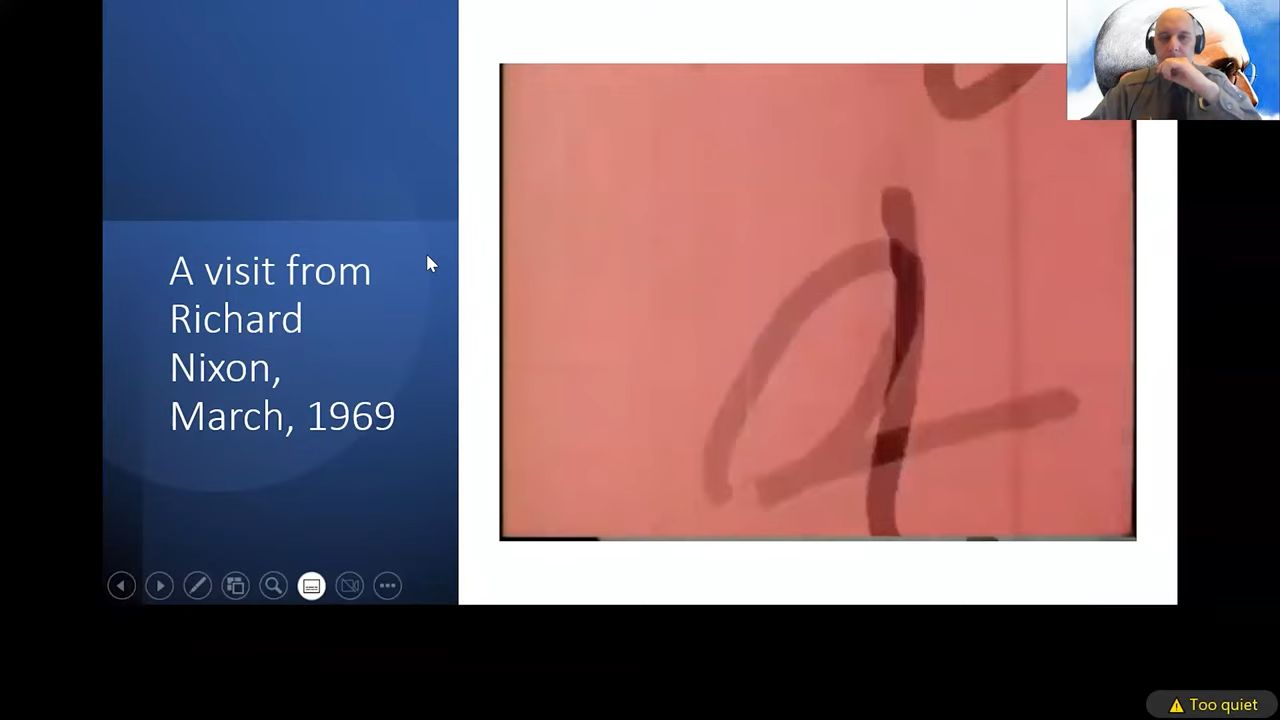 A visit from
Richard
Nixon,
March, 1969
Too quiet